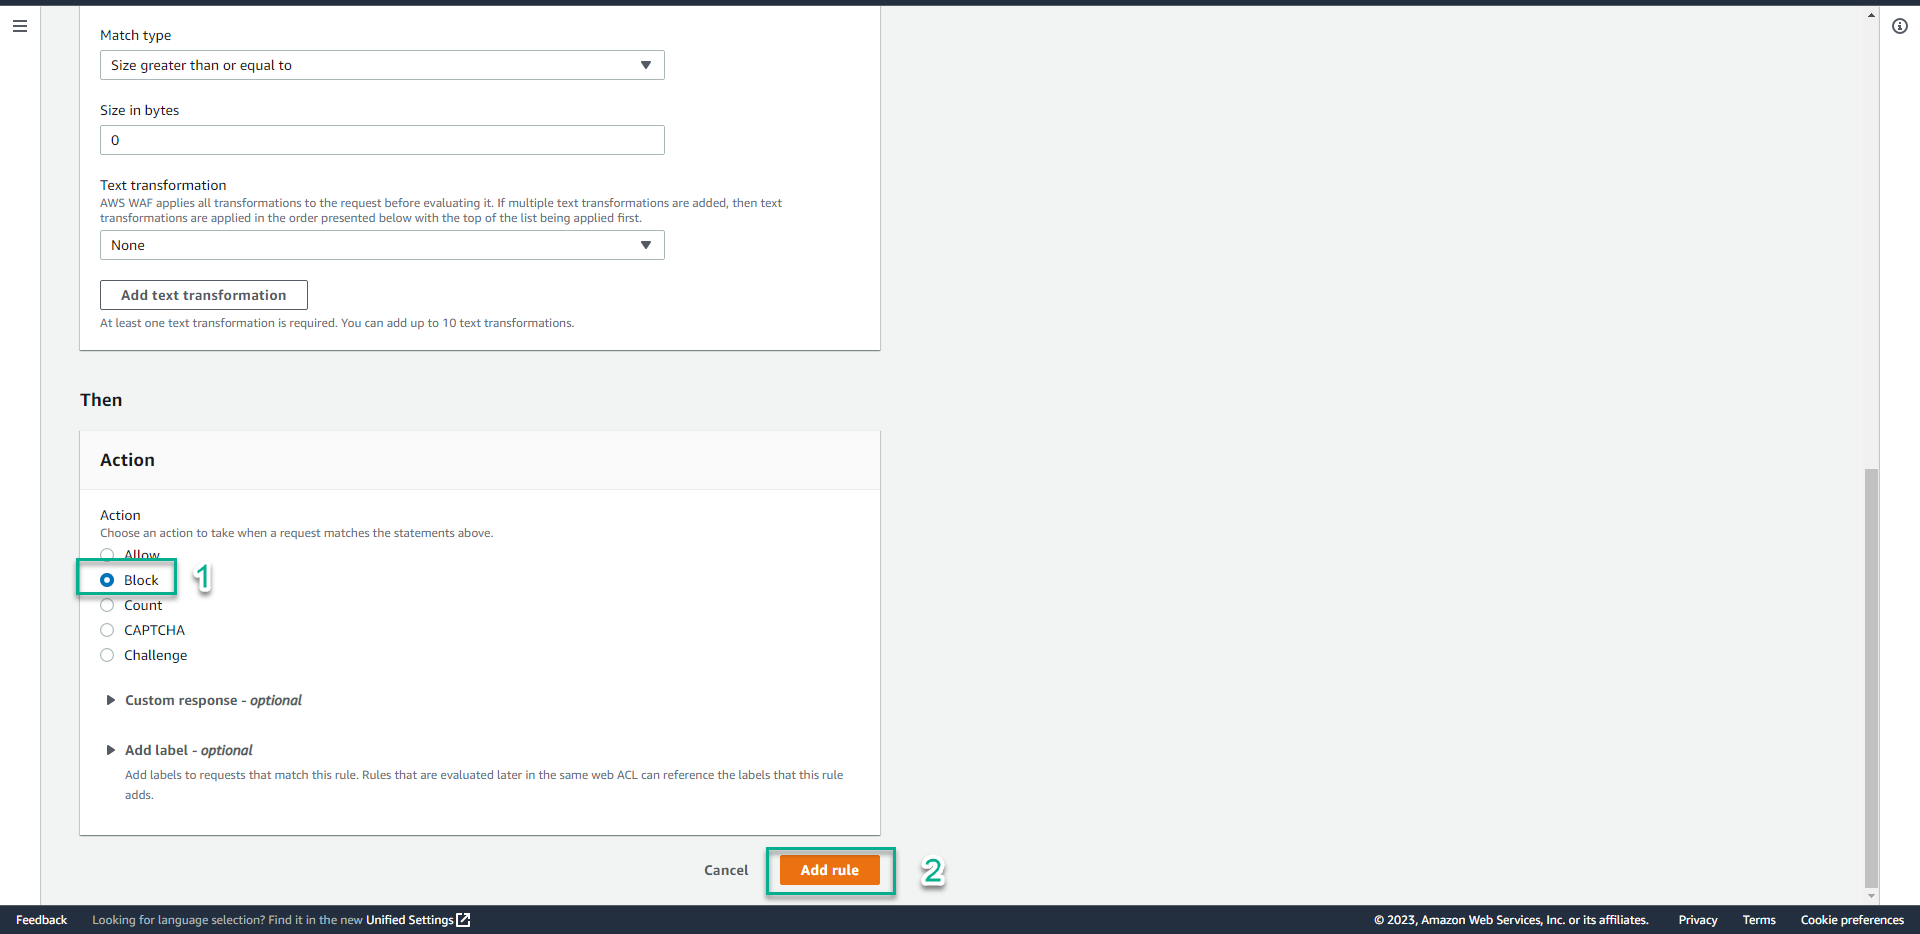 Match type
Size greater than or equal to
Size in bytes
0
Text transformation
AWS WAF applies all transformations to the request before evaluating it. If multiple text transformations are added, then text
transformations are applied in the order presented below with the top of the list being applied first.
None
Add text transformation
At least one text transformation is required. You can add up to 10 text transformations.
Then
Action
Action
Choose an action to take when a request matches the statements above.
Allow
Block
1
Count
CAPTCHA
Challenge
Custom response - optional
Add label - optional
Add labels to requests that match this rule. Rules that are evaluated later in the same web ACL can reference the labels that this rule
adds.
Cancel
Add rule
2
Feedback
Looking for language selection? Find it in the new Unified Settings
© 2023, Amazon Web Services, Inc. or its affiliates.
Privacy
Terms
Cookie preferences